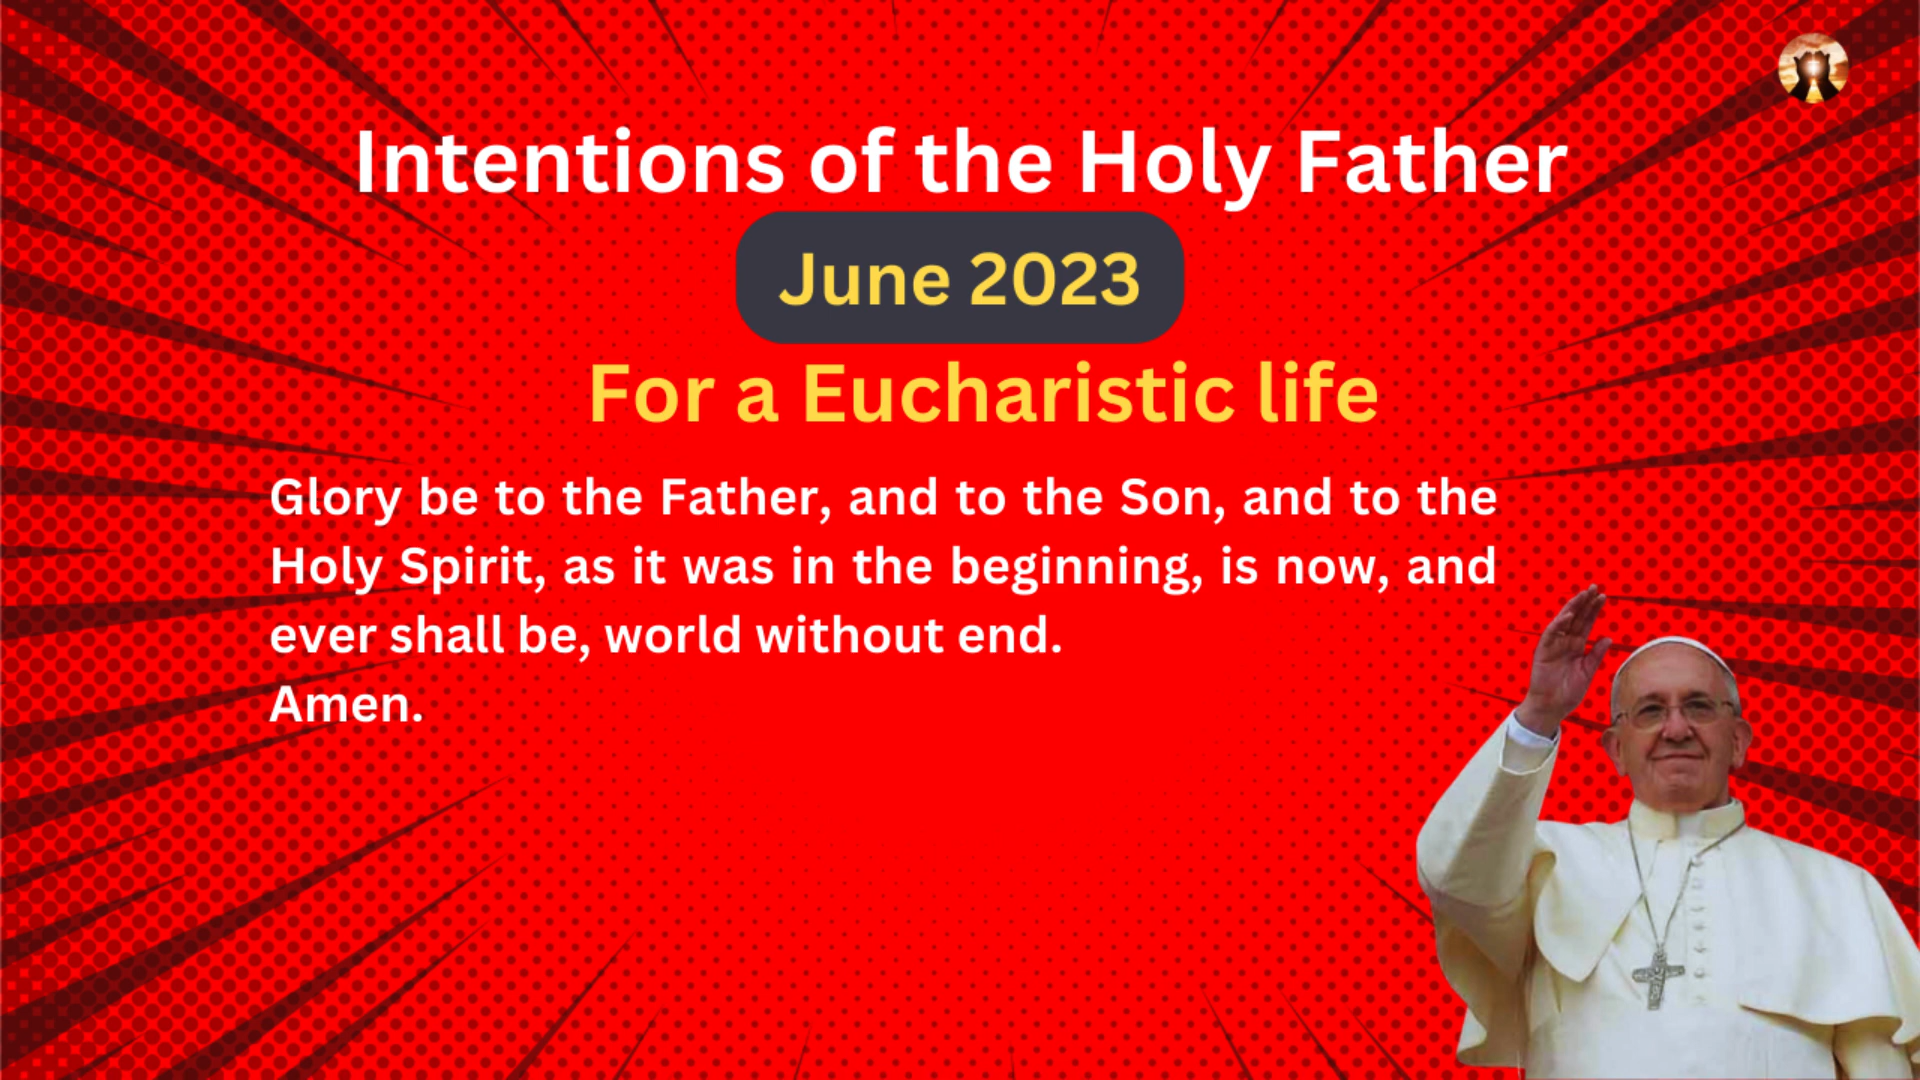 Intentions of the Holy Father
June 2023
For a Eucharistic life
Glory be to the Father, and to the Son, and to the
Holy Spirit, as it was in the beginning, is now, and
ever shall be, world without end.
Amen.